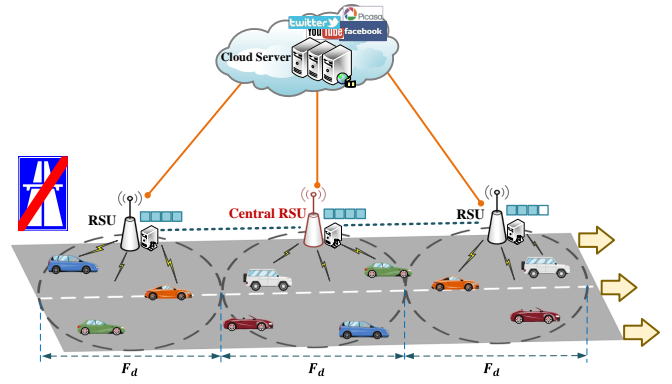 twitter
Picasa
YouTube
facebook
Cloud Server
RSU
Central RSU
RSU
F_d
F_d
F_d